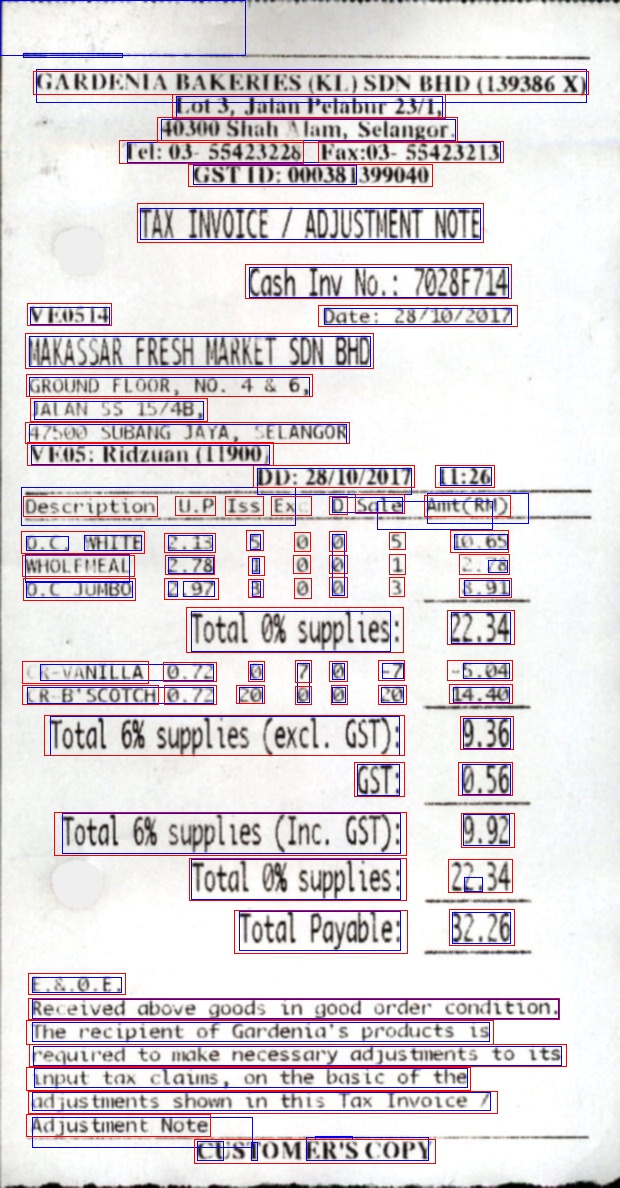 GARDENIA BAKERIES (KL) SDN BHD (139386 X)
Lot 3, Jalan Pelabur 23/1,
40300 Shah Alam, Selangor.
Tel: 03- 55423228 Fax:03- 55423213
GST ID: 000381399040
TAX INVOICE / ADJUSTMENT NOTE
Cash Inv No.: 7028F714
VE0514 Date: 28/10/2017
MAKASSAR FRESH MARKET SDN BHD
GROUND FLOOR, NO. 4 & 6,
JALAN SS 15/4B,
47500 SUBANG JAYA, SELANGOR
VE05: Ridzuan (11900)
DD: 28/10/2017 11:26
Description U.P Iss Exc D Sale Amt(RM)
O.C. WHITE 2.13 5 0 0 5 10.65
WHOLEMEAL 2.78 1 0 0 1 2.78
O.C JUMBO 2.97 3 0 0 3 8.91
Total 0% supplies: 22.34
CR-VANILLA 0.72 0 7 0 -7 -5.04
CR-B'SCOTCH 0.72 20 0 0 20 14.40
Total 6% supplies (excl. GST): 9.36
GST: 0.56
Total 6% supplies (Inc. GST): 9.92
Total 0% supplies: 22.34
Total Payable: 32.26
E.&.O.E.
Received above goods in good order condition.
The recipient of Gardenia's products is
required to make necessary adjustments to its
input tax claims, on the basic of the
adjustments shown in this Tax Invoice /
Adjustment Note
CUSTOMER'S COPY